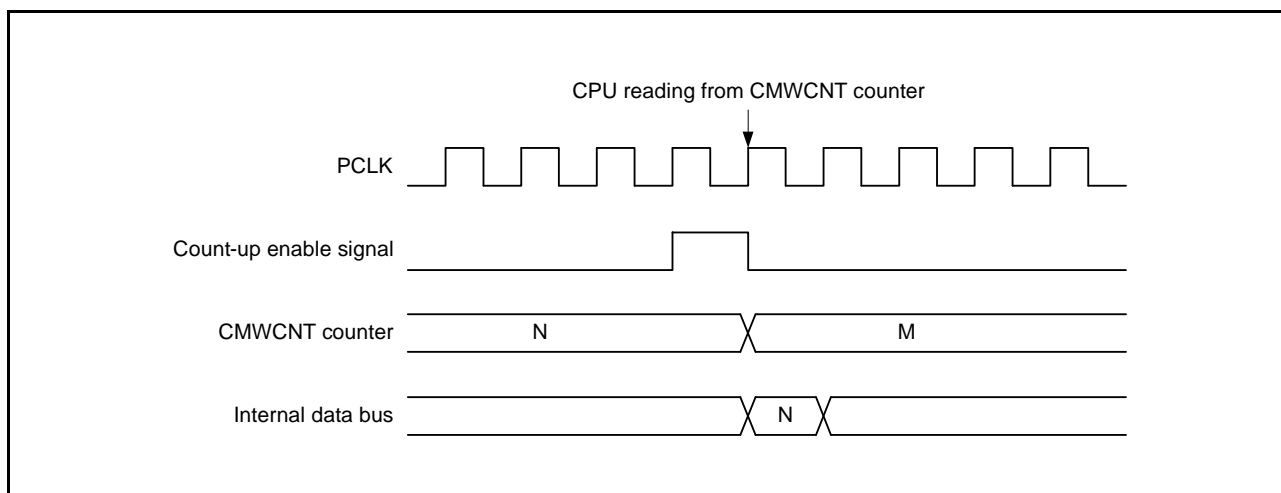 CPU reading from CMWCNT counter
PCLK
Count-up enable signal
CMWCNT counter
N
M
Internal data bus
N